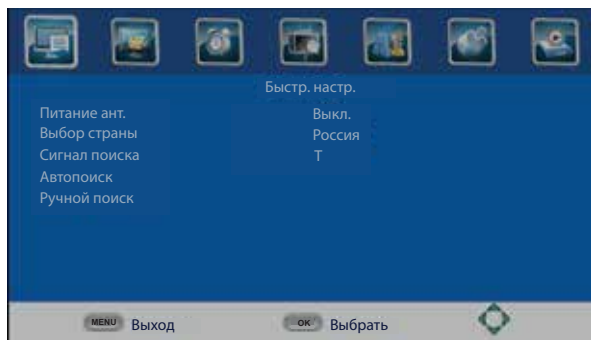 Быстр. настр.
Питание ант. Выкл.
Выбор страны Россия
Сигнал поиска T
Автопоиск
Ручной поиск
MENU Выход OK Выбрать